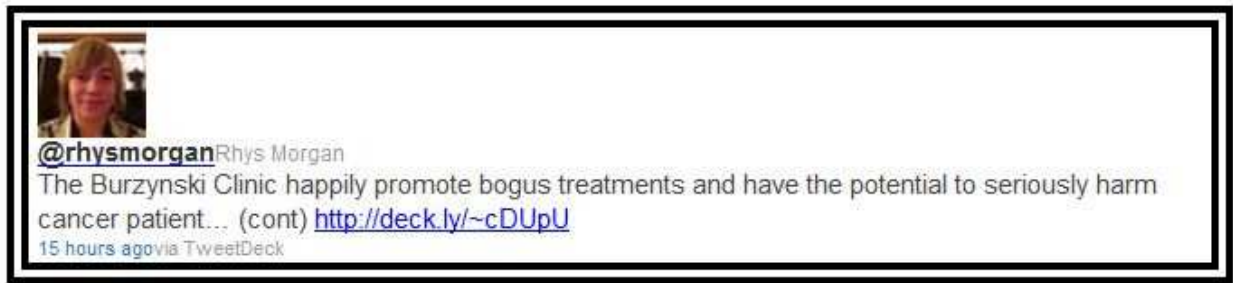 @rhysmorganRhys Morgan
The Burzynski Clinic happily promote bogus treatments and have the potential to seriously harm
cancer patient... (cont) http://deck.ly/~cDUpU
15 hours agovia TweetDeck